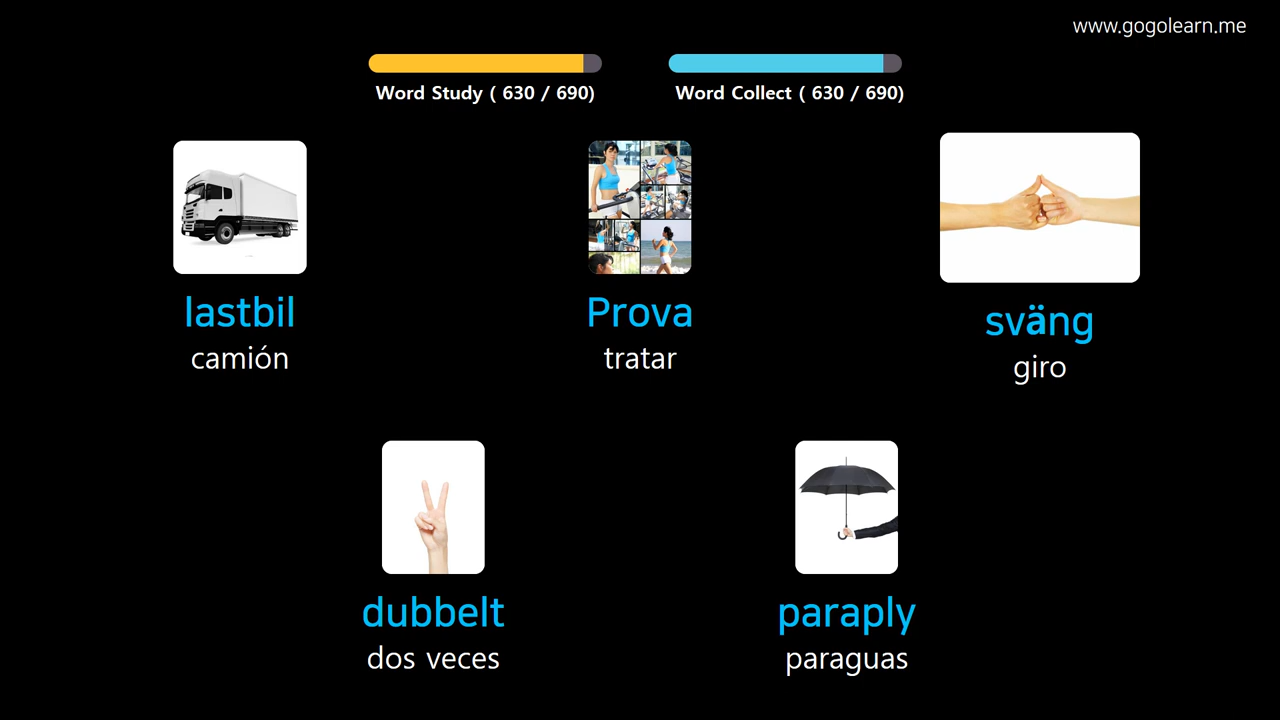 www.gogolearn.me
Word Study ( 630 / 690)
Word Collect ( 630 / 690)
lastbil
camión
Prova
tratar
sväng
giro
dubbelt
dos veces
paraply
paraguas